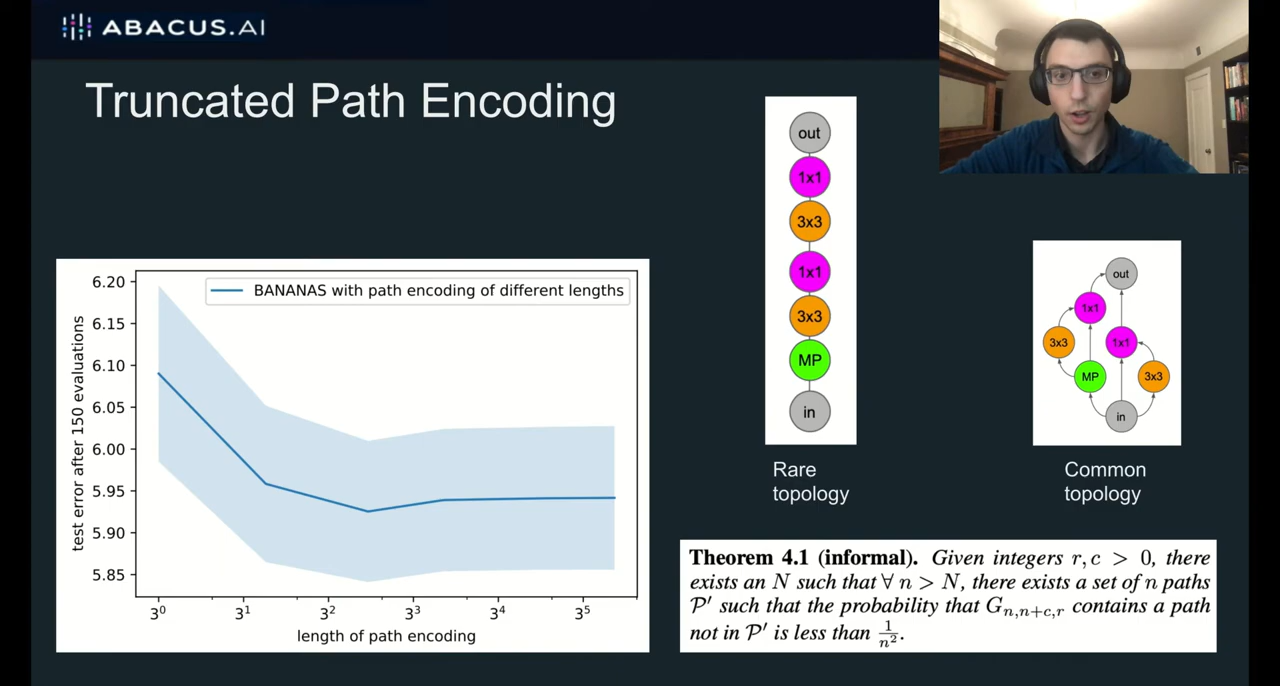 ABACUS.AI
Truncated Path Encoding
BANANAS with path encoding of different lengths
test error after 150 evaluations
6.20
6.15
6.10
6.05
6.00
5.95
5.90
5.85
3⁰
3¹
3²
3³
3⁴
3⁵
length of path encoding
out
1x1
3x3
1x1
3x3
MP
in
Rare
topology
out
1x1
3x3
1x1
MP
3x3
in
Common
topology
Theorem 4.1 (informal). Given integers r, c > 0, there
exists an N such that ∀ n > N, there exists a set of n paths
𝒫′ such that the probability that Gₙ,ₙ₊c,ᵣ contains a path
not in 𝒫′ is less than 1/n².